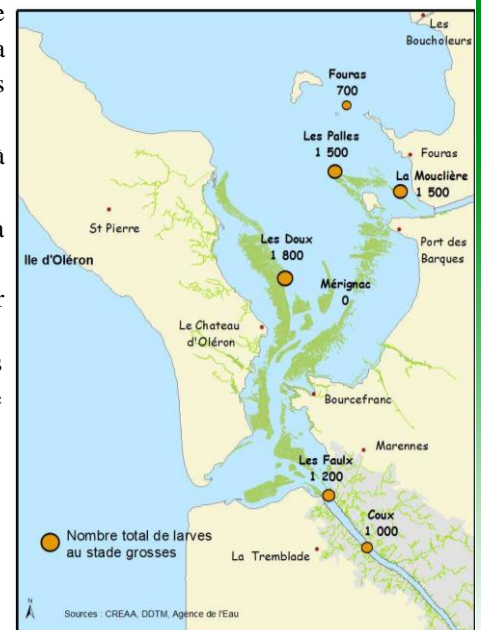 Les
Boucholeurs
Fouras
700
Les Palles
1 500
Fouras
La Mouclière
1 500
St Pierre
Port des
Barques
Les Doux
1 800
Ile d'Oléron
Mérignac
0
Le Chateau
d'Oléron
Bourcefranc
Marennes
Les Faulx
1 200
Coux
1 000
Nombre total de larves
au stade grosses
La Tremblade
N
Sources : CREAA, DDTM, Agence de l'Eau